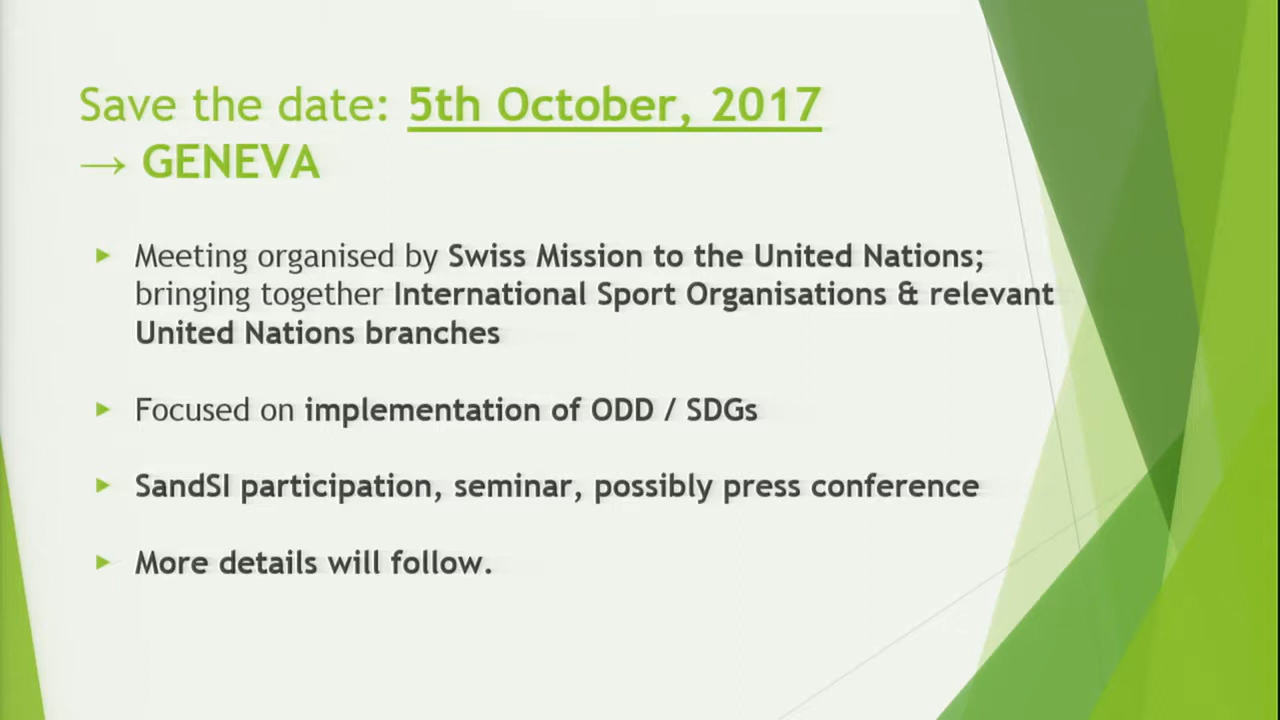 Save the date: 5th October, 2017
→ GENEVA
Meeting organised by Swiss Mission to the United Nations;
bringing together International Sport Organisations & relevant
United Nations branches
Focused on implementation of ODD / SDGs
SandSI participation, seminar, possibly press conference
More details will follow.